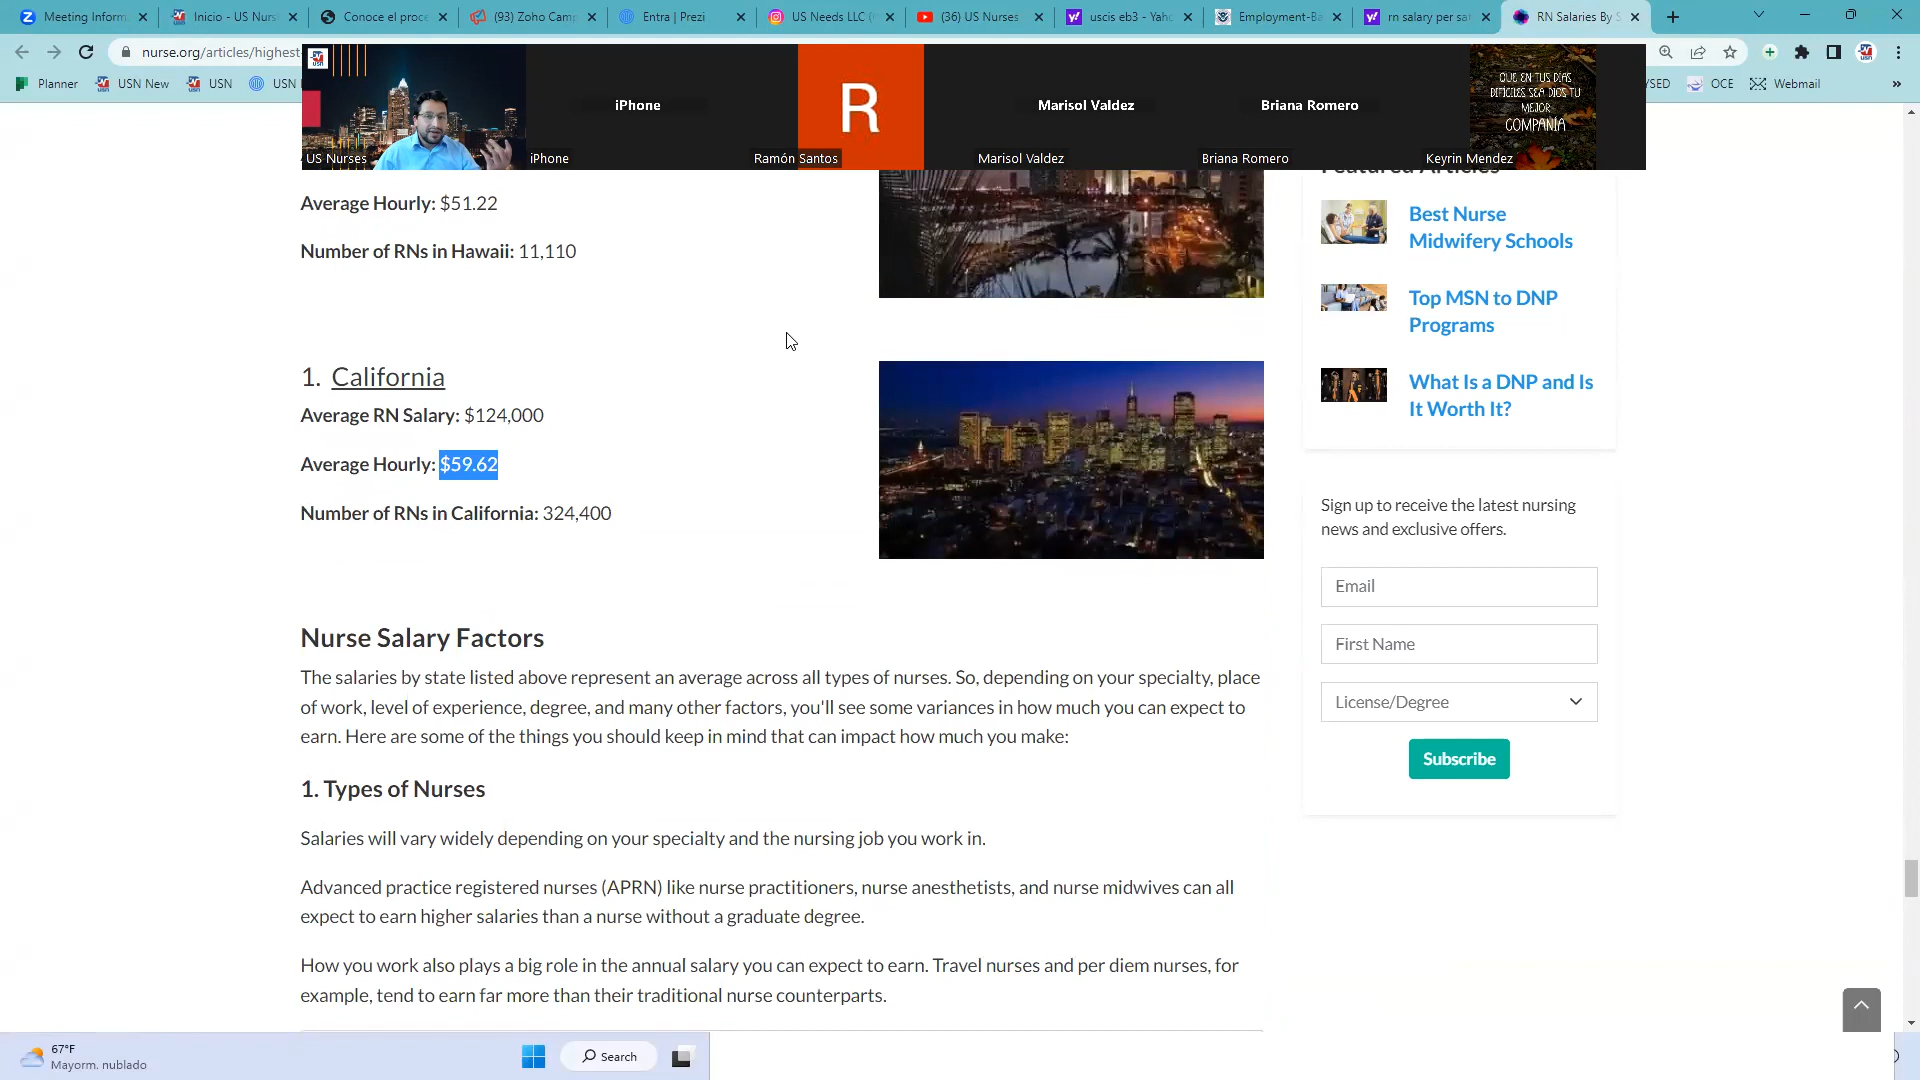 Meeting Inform
Inicio - US Nurs
Conoce el proce
(93) Zoho Camp
Entra | Prezi
US Needs LLC (
(36) US Nurses
uscis eb3 - Yaho
Employment-Ba
rn salary per sa
RN Salaries By S
nurse.org/articles/highest-
Planner
USN New
USN
USN
YSED
OCE
Webmail
US Nurses
iPhone
iPhone
R
Ramón Santos
Marisol Valdez
Marisol Valdez
Briana Romero
Briana Romero
QUE EN TUS DÍAS
DIFÍCILES SEA DIOS TU
MEJOR
COMPANÍA
Keyrin Mendez
Average Hourly: $51.22
Number of RNs in Hawaii: 11,110
1. California
Average RN Salary: $124,000
Average Hourly: $59.62
Number of RNs in California: 324,400
Nurse Salary Factors
The salaries by state listed above represent an average across all types of nurses. So, depending on your specialty, place
of work, level of experience, degree, and many other factors, you'll see some variances in how much you can expect to
earn. Here are some of the things you should keep in mind that can impact how much you make:
1. Types of Nurses
Salaries will vary widely depending on your specialty and the nursing job you work in.
Advanced practice registered nurses (APRN) like nurse practitioners, nurse anesthetists, and nurse midwives can all
expect to earn higher salaries than a nurse without a graduate degree.
How you work also plays a big role in the annual salary you can expect to earn. Travel nurses and per diem nurses, for
example, tend to earn far more than their traditional nurse counterparts.
Featured Articles
Best Nurse
Midwifery Schools
Top MSN to DNP
Programs
What Is a DNP and Is
It Worth It?
Sign up to receive the latest nursing
news and exclusive offers.
Email
First Name
License/Degree
Subscribe
67°F
Mayorm. nublado
Search